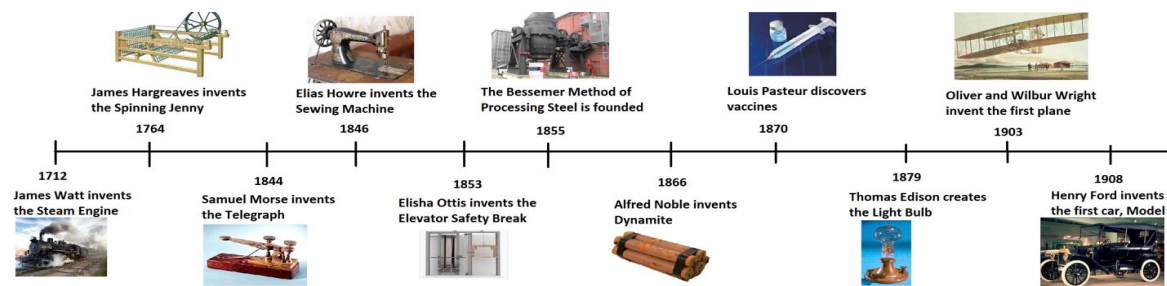 James Hargreaves invents
the Spinning Jenny
1764
Elias Howre invents the
Sewing Machine
1846
The Bessemer Method of
Processing Steel is founded
1855
Louis Pasteur discovers
vaccines
1870
Oliver and Wilbur Wright
invent the first plane
1903
1712
James Watt invents
the Steam Engine
1844
Samuel Morse invents
the Telegraph
1853
Elisha Ottis invents the
Elevator Safety Break
1866
Alfred Noble invents
Dynamite
1879
Thomas Edison creates
the Light Bulb
1908
Henry Ford invents
the first car, Model